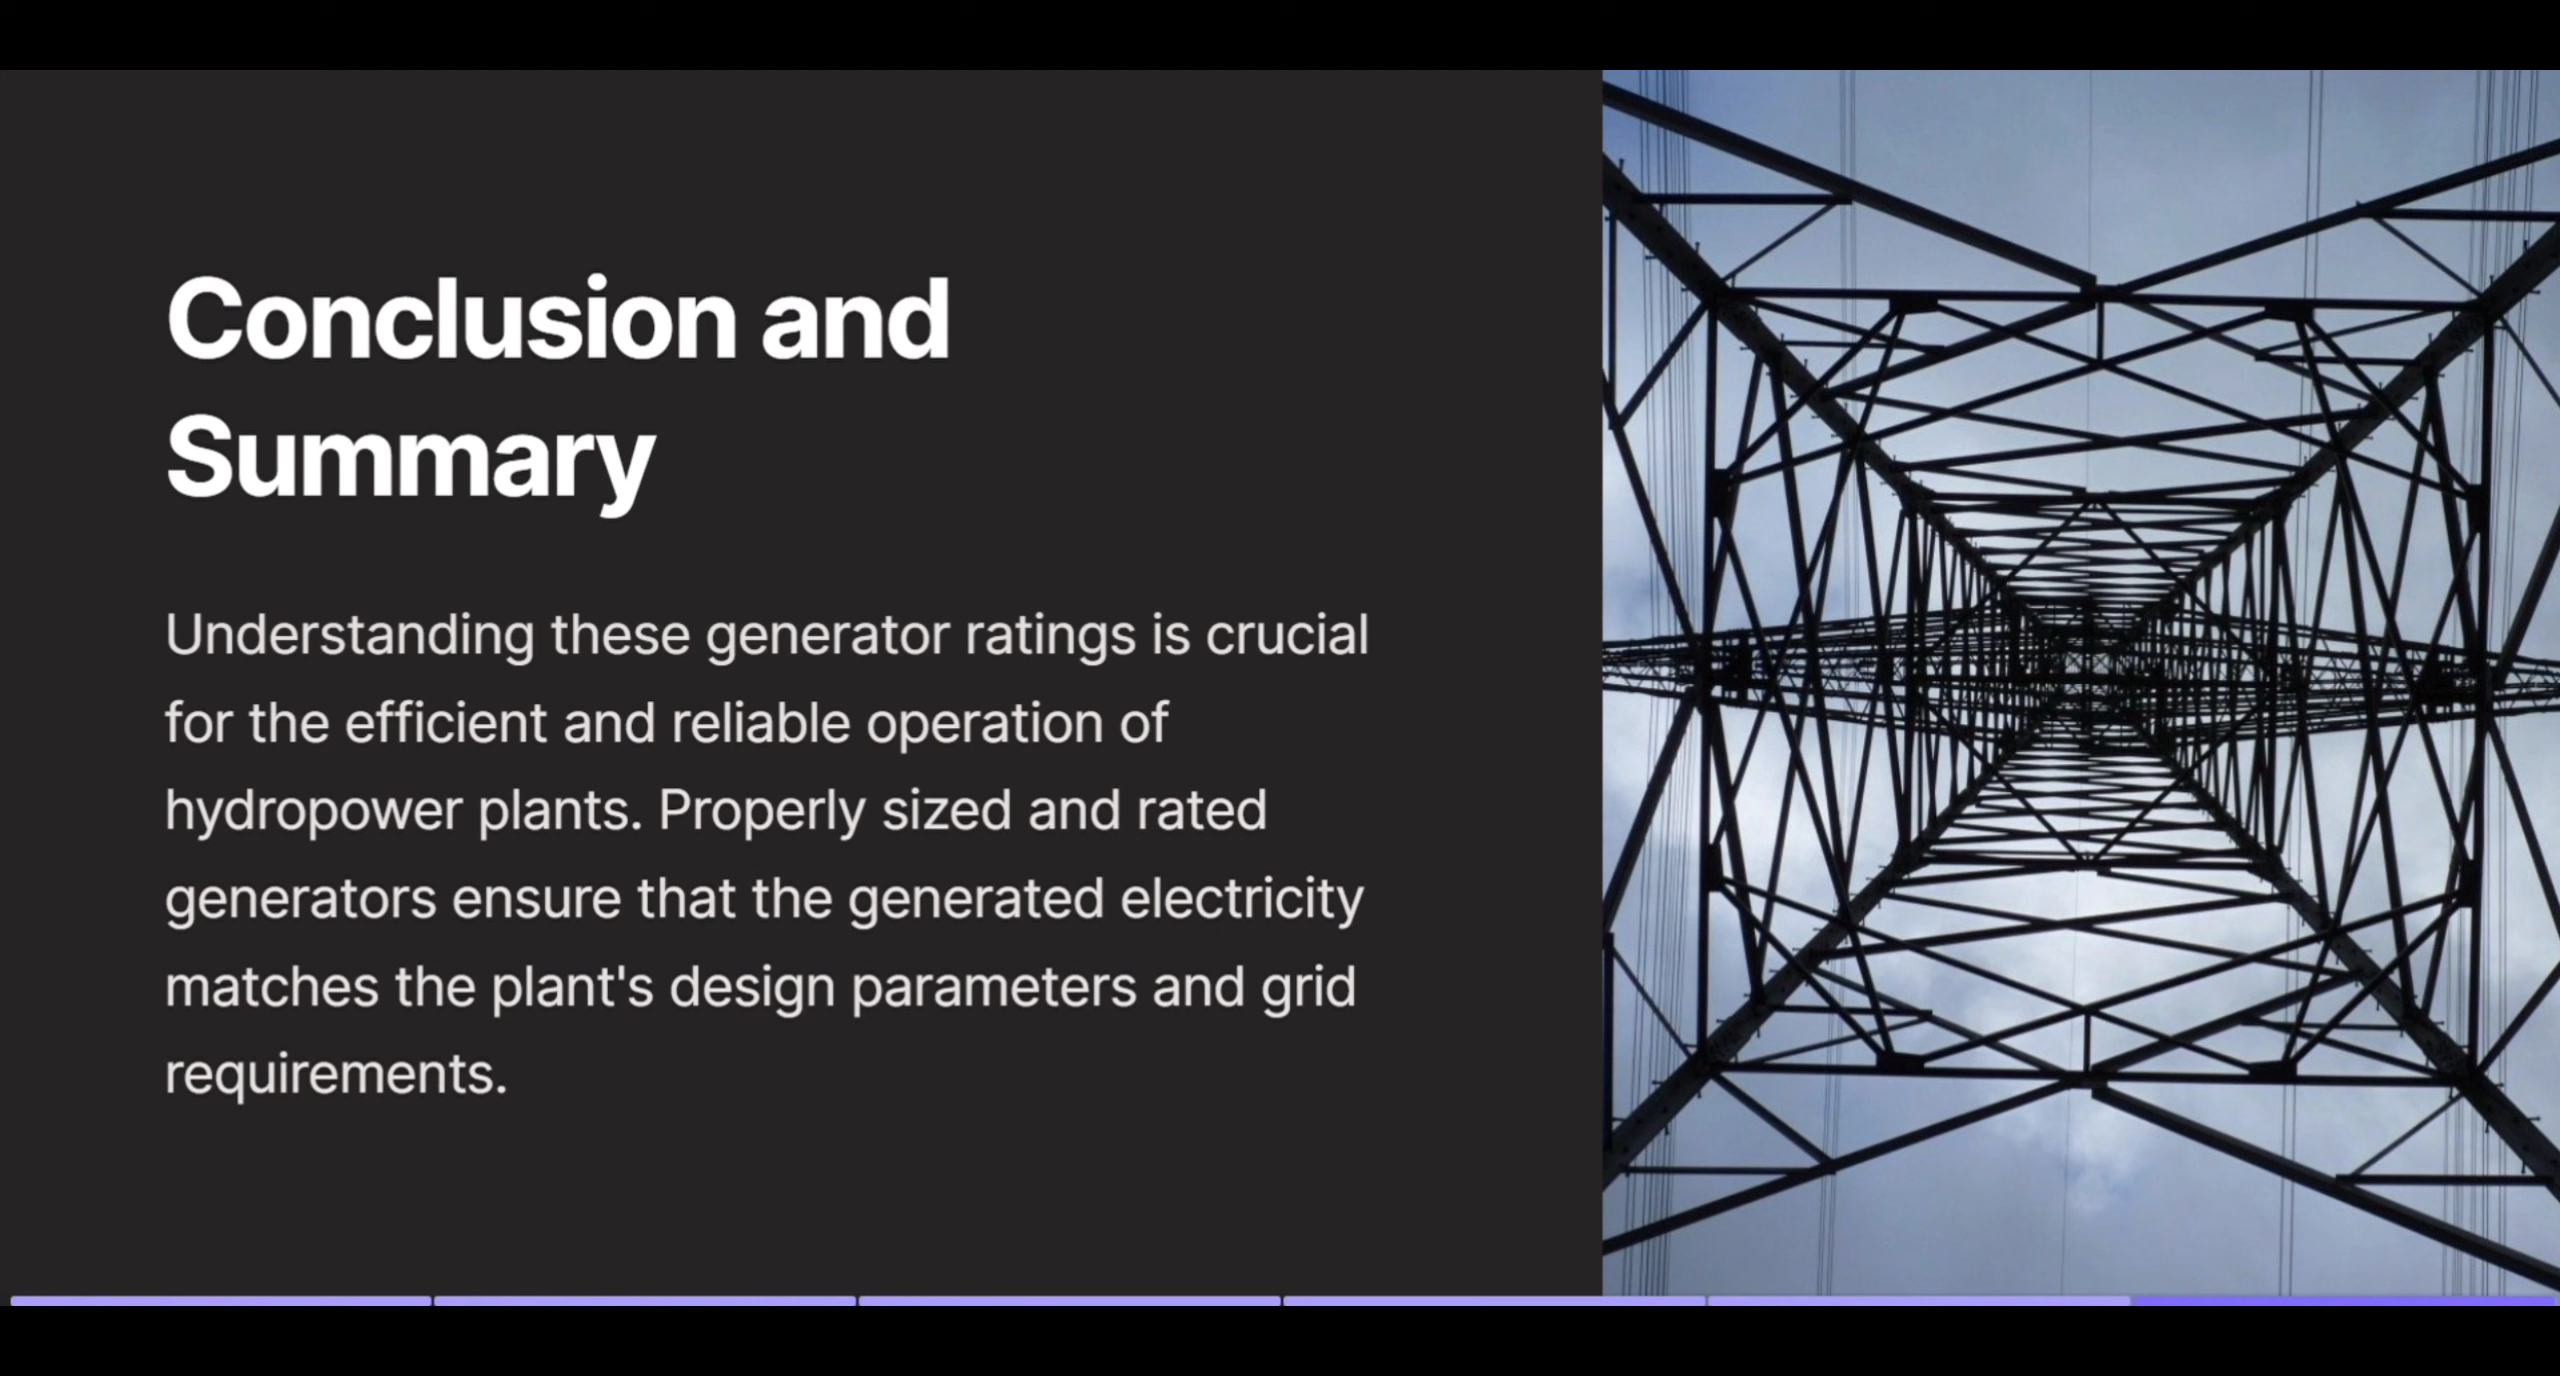 Conclusion and
Summary
Understanding these generator ratings is crucial
for the efficient and reliable operation of
hydropower plants. Properly sized and rated
generators ensure that the generated electricity
matches the plant's design parameters and grid
requirements.